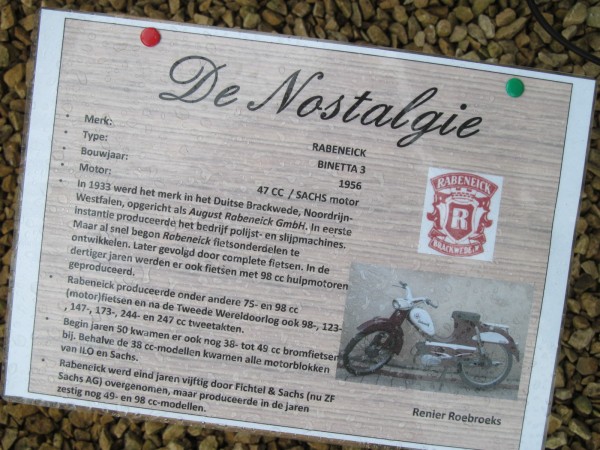 De Nostalgie
• Merk: RABENEICK
• Type: BINETTA 3
• Bouwjaar: 1956
• Motor: 47 CC / SACHS motor
• In 1933 werd het merk in het Duitse Brackwede, Noordrijn-
Westfalen, opgericht als August Rabeneick GmbH. In eerste
instantie produceerde het bedrijf polijst- en slijpmachines.
Maar al snel begon Rabeneick fietsonderdelen te
ontwikkelen. Later gevolgd door complete fietsen. In de
dertiger jaren werden er ook fietsen met 98 cc hulpmotoren
geproduceerd.
• Rabeneick produceerde onder andere 75- en 98 cc
(motor)fietsen en na de Tweede Wereldoorlog ook 98-, 123-
, 147-, 173-, 244- en 247 cc tweetakten.
• Begin jaren 50 kwamen er ook nog 38- tot 49 cc bromfietsen
bij. Behalve de 38 cc-modellen kwamen alle motorblokken
van ILO en Sachs.
• Rabeneick werd eind jaren vijftig door Fichtel & Sachs (nu ZF
Sachs AG) overgenomen, maar produceerde in de jaren
zestig nog 49- en 98 cc-modellen.
RABENEICK
R
BRACKWEDE i.W
Renier Roebroeks